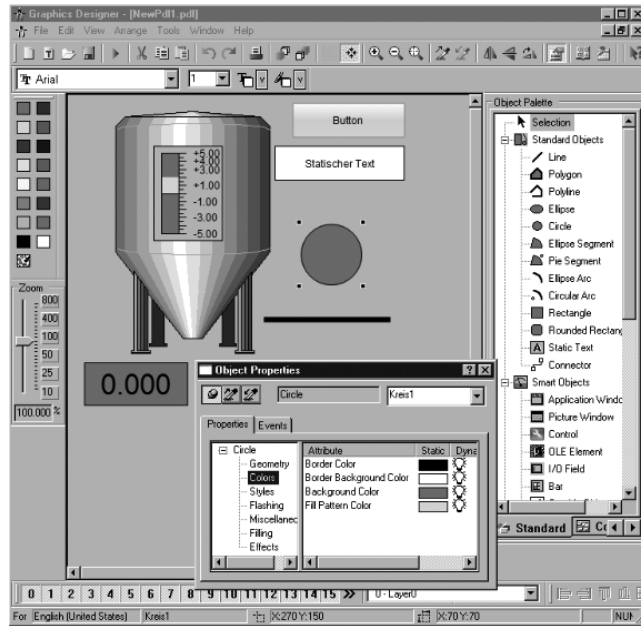 Graphics Designer - [NewPdl1.pdl]
File Edit View Arrange Tools Window Help
Arial 1
Button
Statischer Text
+5.00
+4.00
+3.00
+1.00
-1.00
-3.00
-5.00
0.000
Zoom
800
400
100
50
25
10
100.000 %
Object Palette
Selection
Standard Objects
Line
Polygon
Polyline
Ellipse
Circle
Ellipse Segment
Pie Segment
Ellipse Arc
Circular Arc
Rectangle
Rounded Rectang
Static Text
Connector
Smart Objects
Application Windo
Picture Window
Control
OLE Element
I/O Field
Bar
Standard
Object Properties
Circle Kreis1
Properties Events
Circle
Geometry
Colors
Styles
Flashing
Miscellanec
Filling
Effects
Attribute Static Dyna
Border Color
Border Background Color
Background Color
Fill Pattern Color
0 1 2 3 4 5 6 7 8 9 10 11 12 13 14 15 0 - Layer0
For English (United States) Kreis1 X:270 Y:150 X:70 Y:70 NUM